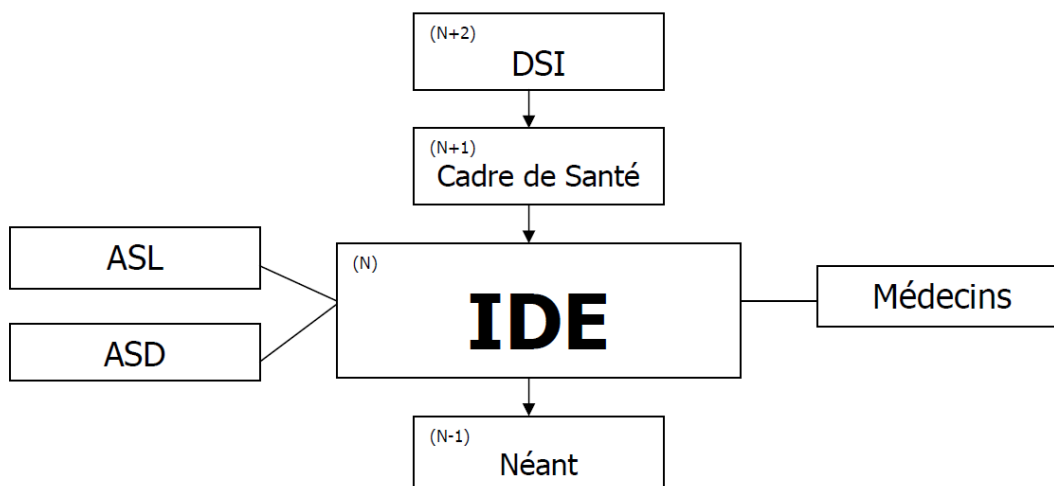 (N+2)
DSI
(N+1)
Cadre de Santé
ASL
ASD
(N)
IDE
Médecins
(N-1)
Néant